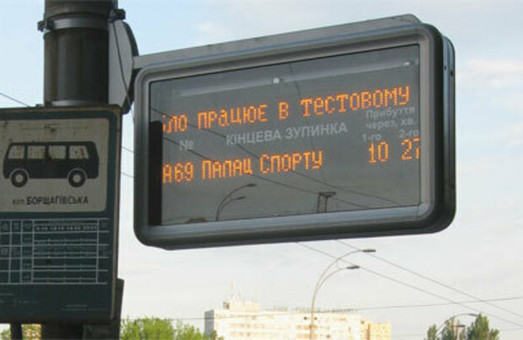 ло працює в тестовому
№ КІНЦЕВА ЗУПИНКА Прибуття через, хв.
1-го 2-го
А69 Палац Спорту 10 27
вул. БОРЩАГІВСЬКА